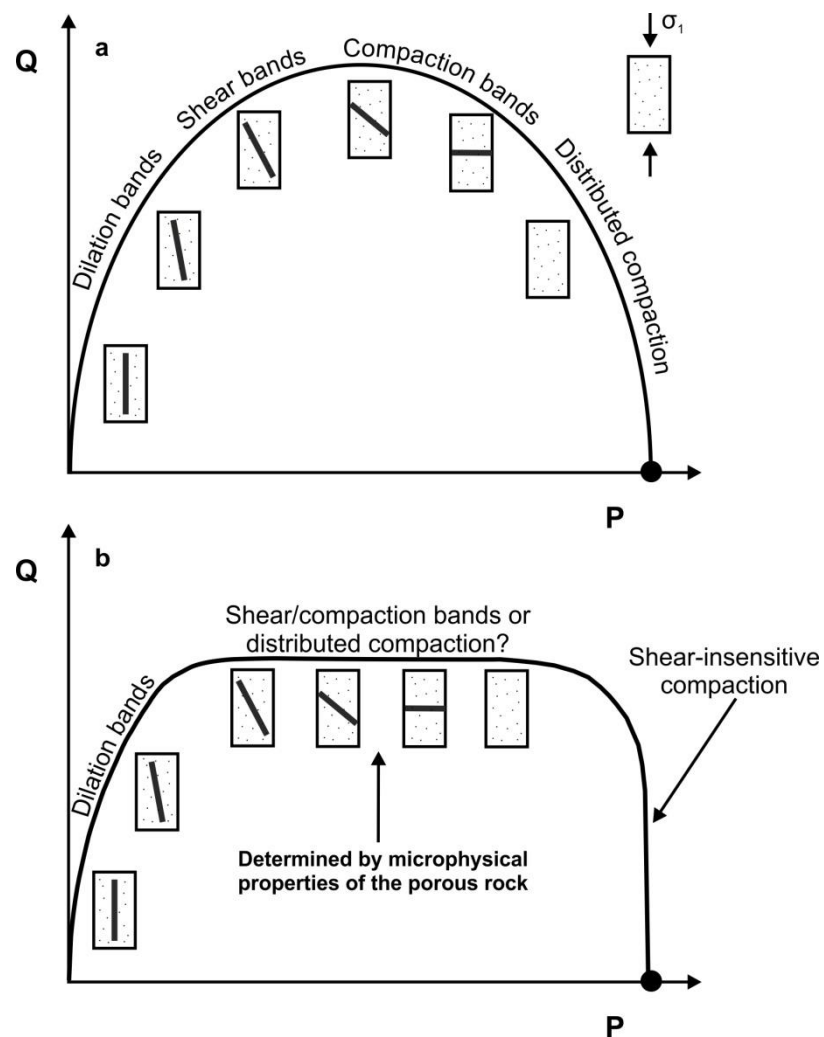 Q
a
Dilation bands
Shear bands
Compaction bands
Distributed compaction
σ₁
P
Q
b
Dilation bands
Shear/compaction bands or
distributed compaction?
Shear-insensitive
compaction
Determined by microphysical
properties of the porous rock
P